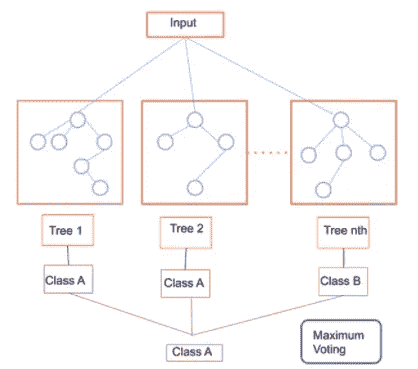 Input
Tree 1
Tree 2
Tree nth
Class A
Class A
Class B
Class A
Maximum
Voting